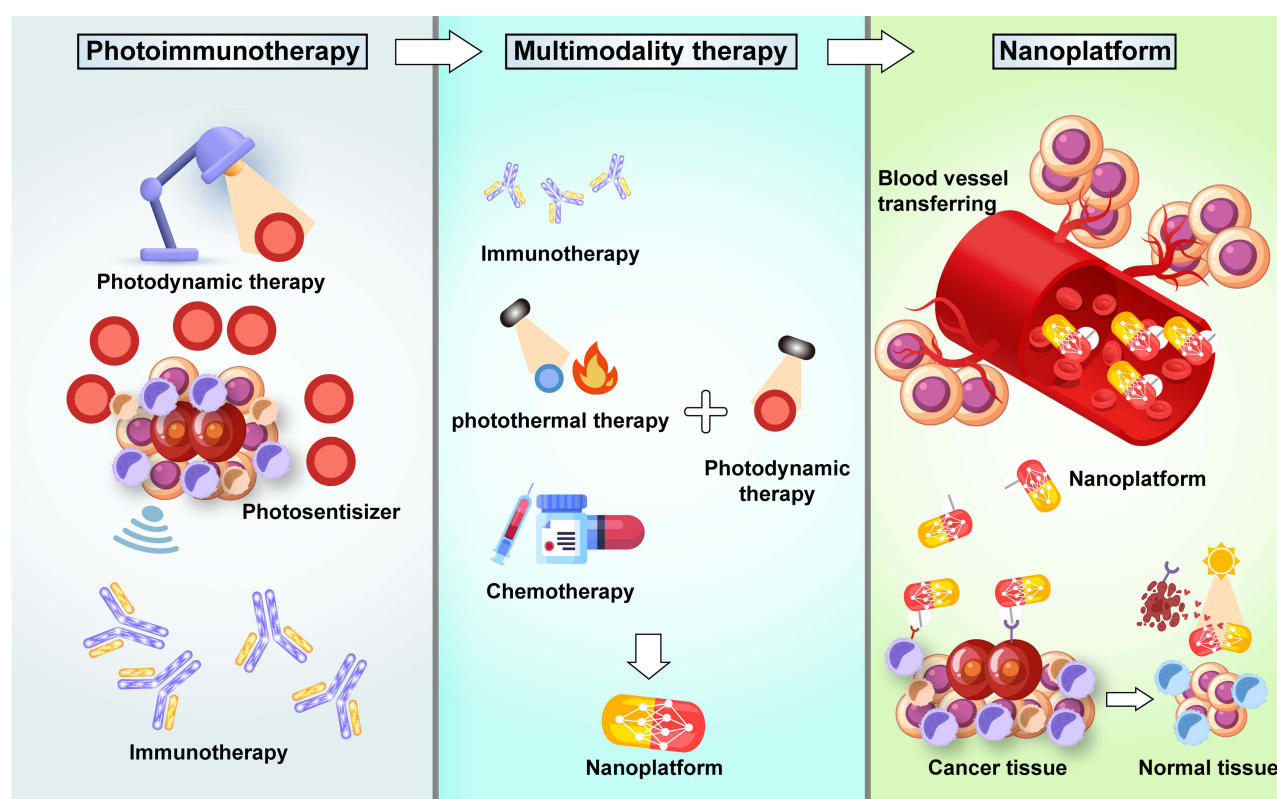 Photoimmunotherapy
Photodynamic therapy
Photosentisizer
Immunotherapy
Multimodality therapy
Immunotherapy
photothermal therapy
Photodynamic
therapy
Chemotherapy
Nanoplatform
Nanoplatform
Blood vessel
transferring
Nanoplatform
Cancer tissue
Normal tissue